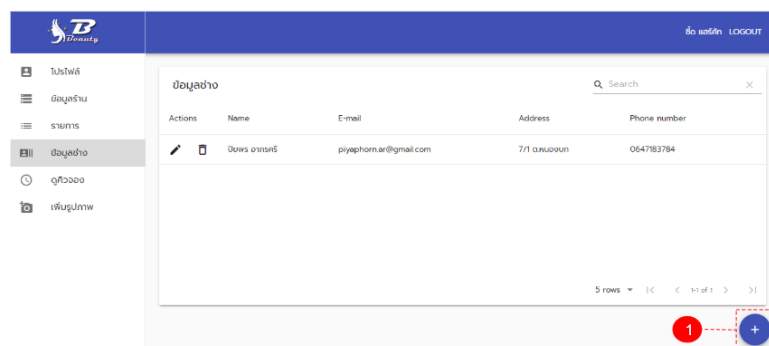 B
Beauty
ซี๊ด แสร์คัท LOGOUT
โปรไฟล์
ข้อมูลร้าน
รายการ
ข้อมูลช่าง
ดูคิวจอง
เพิ่มรูปภาพ
ข้อมูลช่าง
Search
Actions Name E-mail Address Phone number
ปิยพร อาภรศรี piyaphorn.ar@gmail.com 7/1 ต.หนองบก 0647183784
5 rows 1-1 of 1
1